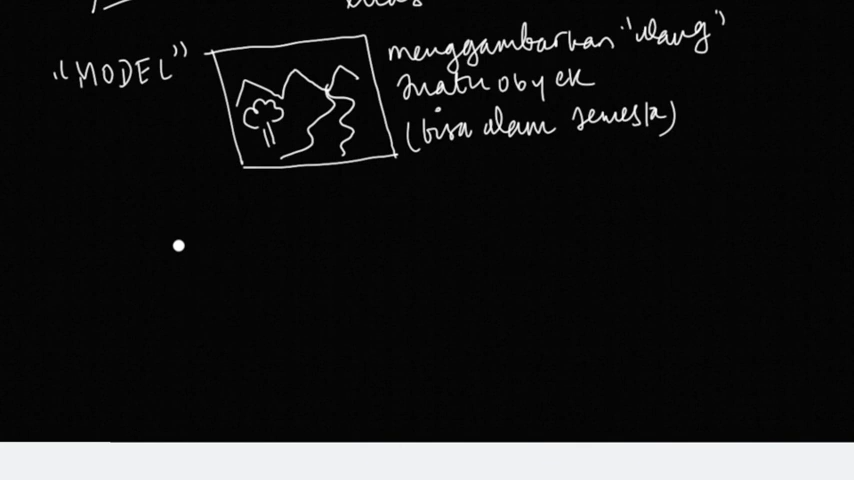 "MODEL"
menggambarkan "ulang"
suatu obyek
(bisa alam semesta)